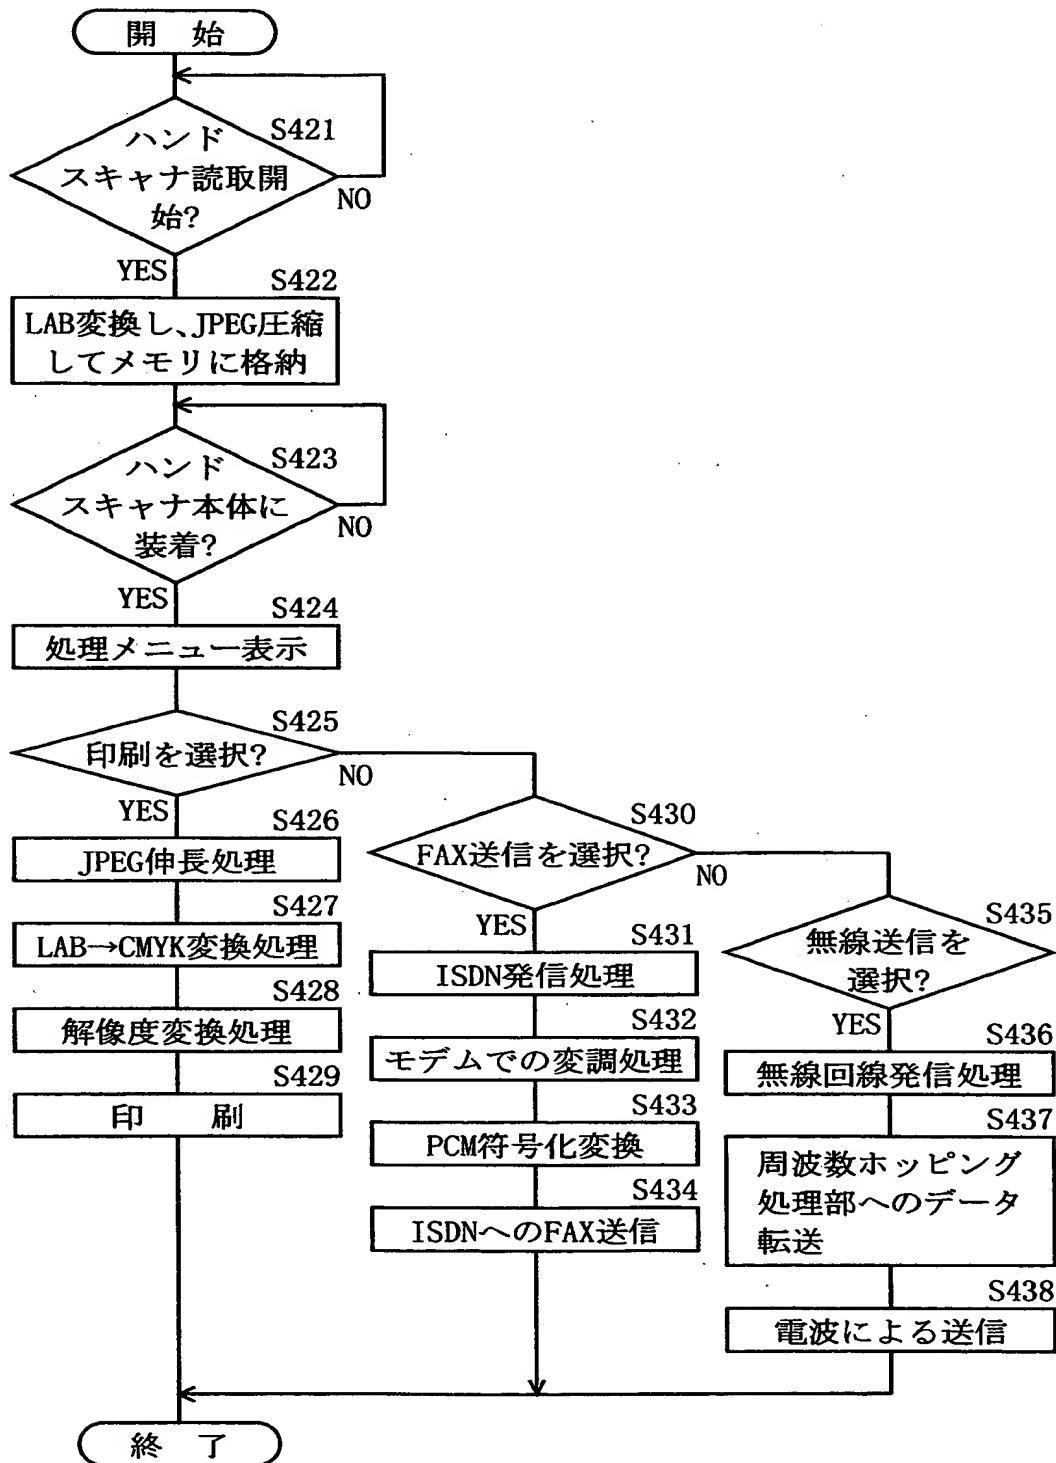 開 始
S421
ハンド
スキャナ読取開
始?
NO
YES
S422
LAB変換し、JPEG圧縮
してメモリに格納
S423
ハンド
スキャナ本体に
装着?
NO
YES
S424
処理メニュー表示
S425
印刷を選択?
NO
YES
S426
JPEG伸長処理
S427
LAB→CMYK変換処理
S428
解像度変換処理
S429
印 刷
S430
FAX送信を選択?
NO
YES
S431
ISDN発信処理
S432
モデムでの変調処理
S433
PCM符号化変換
S434
ISDNへのFAX送信
S435
無線送信を
選択?
YES
S436
無線回線発信処理
S437
周波数ホッピング
処理部へのデータ
転送
S438
電波による送信
終 了